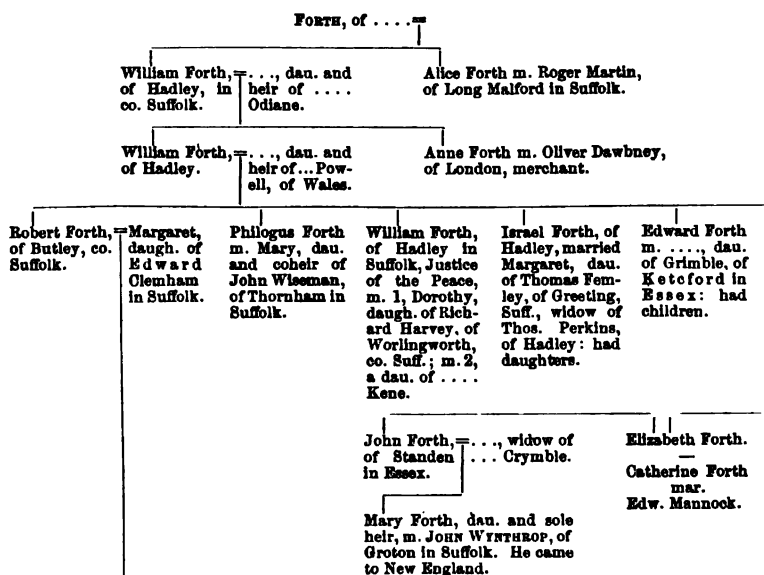 FORTH, of . . . . =
William Forth, = . . ., dau. and
of Hadley, in heir of . . . .
co. Suffolk. Odiane.
Alice Forth m. Roger Martin,
of Long Malford in Suffolk.
William Forth, = . . ., dau. and
of Hadley. heir of ... Pow-
ell, of Wales.
Anne Forth m. Oliver Dawbney,
of London, merchant.
Robert Forth, =
of Butley, co.
Suffolk.
Margaret,
daugh. of
Edward
Clemham
in Suffolk.
Philogus Forth
m. Mary, dau.
and coheir of
John Wiseman,
of Thornham in
Suffolk.
William Forth,
of Hadley in
Suffolk, Justice
of the Peace,
m. 1, Dorothy,
daugh. of Rich-
ard Harvey, of
Worlingworth,
co. Suff.; m. 2,
a dau. of . . . .
Kene.
Israel Forth, of
Hadley, married
Margaret, dau.
of Thomas Fem-
ley, of Greeting,
Suff., widow of
Thos. Perkins,
of Hadley: had
daughters.
Edward Forth
m. . . . ., dau.
of Grimble, of
Ketcford in
Essex: had
children.
John Forth, = . . ., widow of
of Standen . . . Crymble.
in Essex.
Elizabeth Forth.
—
Catherine Forth
mar.
Edw. Mannock.
Mary Forth, dau. and sole
heir, m. JOHN WYNTHROP, of
Groton in Suffolk. He came
to New England.